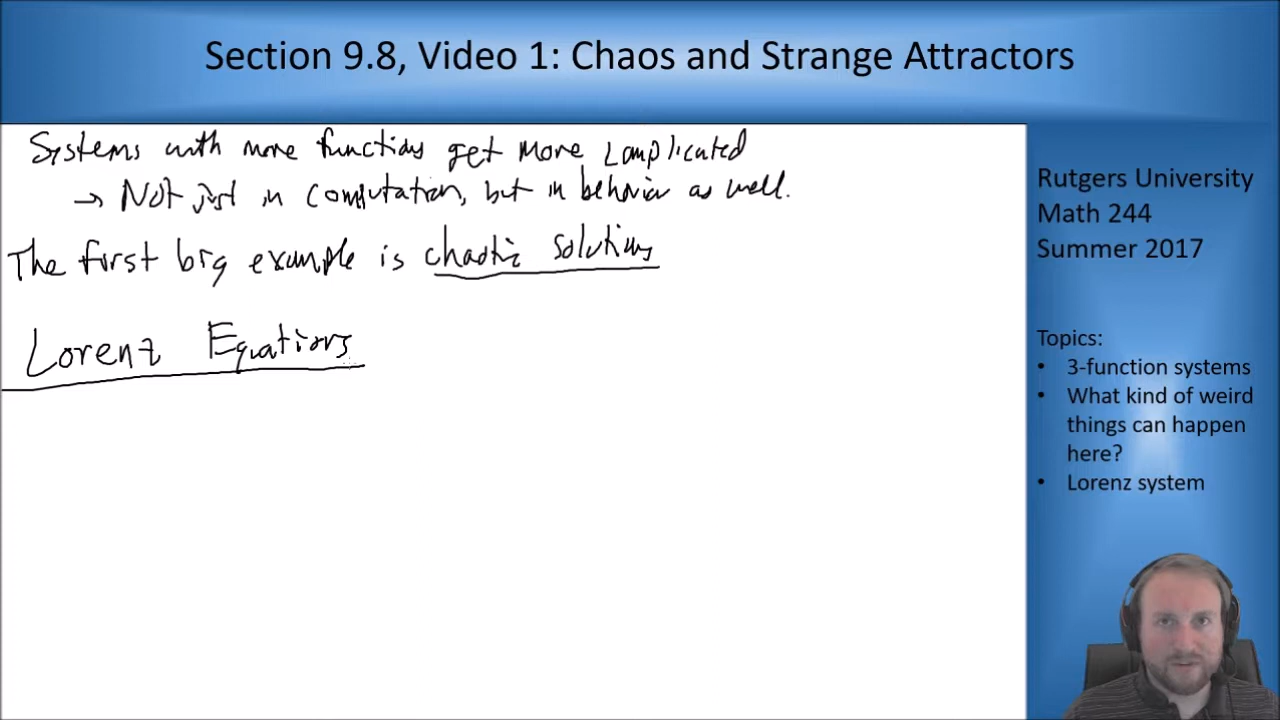 Section 9.8, Video 1: Chaos and Strange Attractors
Systems with more functions get more complicated
→ Not just in computation, but in behavior as well.
The first big example is chaotic solutions
Lorenz Equations
Rutgers University
Math 244
Summer 2017
Topics:
• 3-function systems
• What kind of weird
things can happen
here?
• Lorenz system